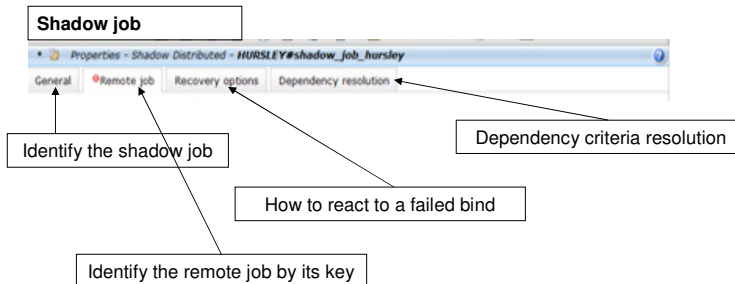 Shadow job
Properties - Shadow Distributed - HURSLEY#shadow_job_hursley
General Remote job Recovery options Dependency resolution
Dependency criteria resolution
Identify the shadow job
How to react to a failed bind
Identify the remote job by its key